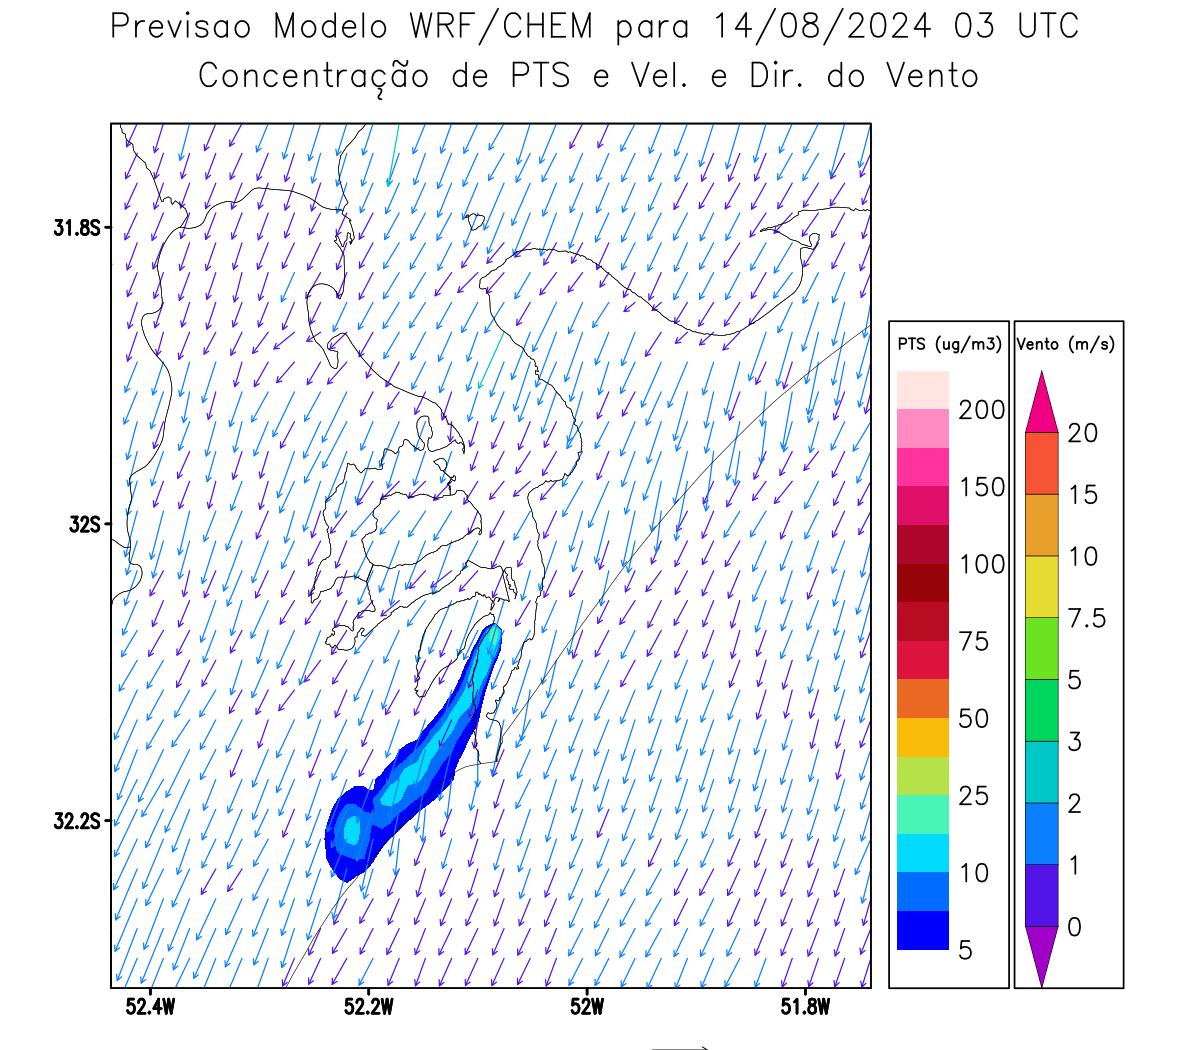 Previsao Modelo WRF/CHEM para 14/08/2024 03 UTC
Concentração de PTS e Vel. e Dir. do Vento
31.8S
32S
32.2S
52.4W
52.2W
52W
51.8W
PTS (ug/m3)
200
150
100
75
50
25
10
5
Vento (m/s)
20
15
10
7.5
5
3
2
1
0